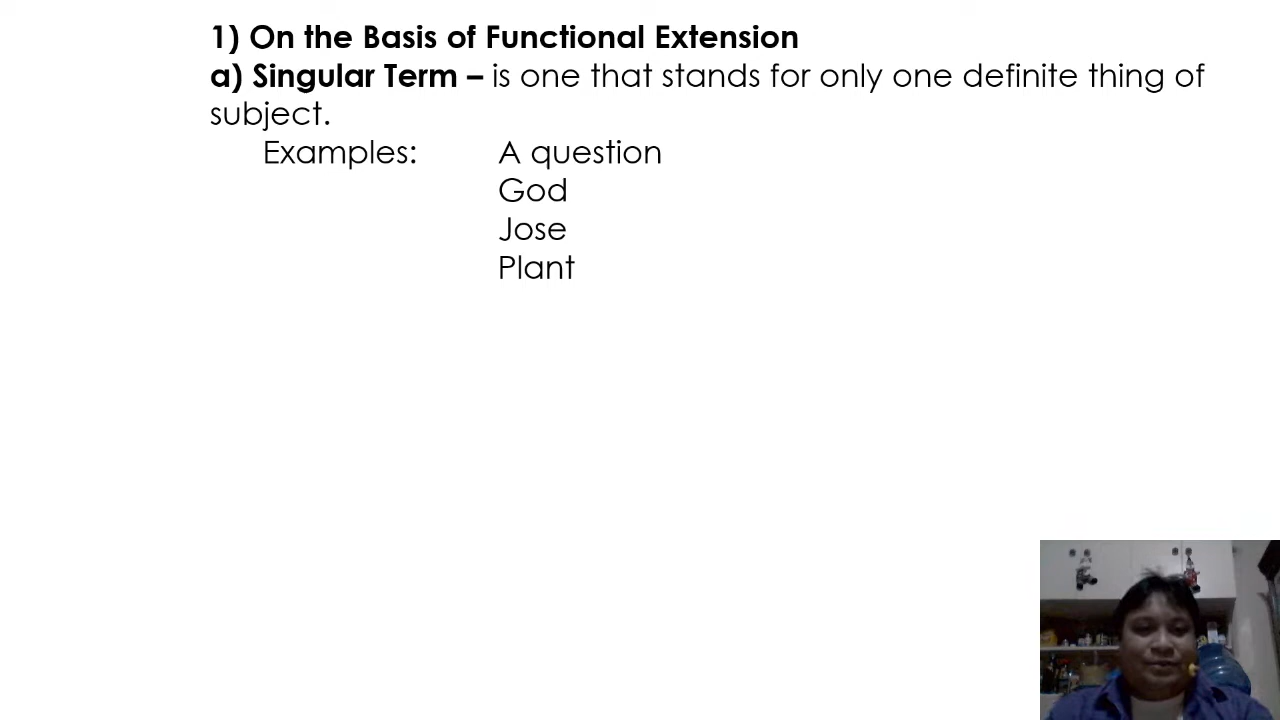 1) On the Basis of Functional Extension
a) Singular Term – is one that stands for only one definite thing of
subject.
Examples: A question
God
Jose
Plant